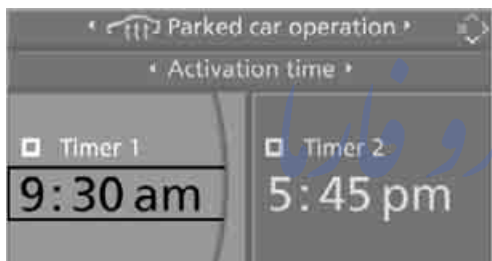 Parked car operation
Activation time
Timer 1
9:30 am
Timer 2
5:45 pm